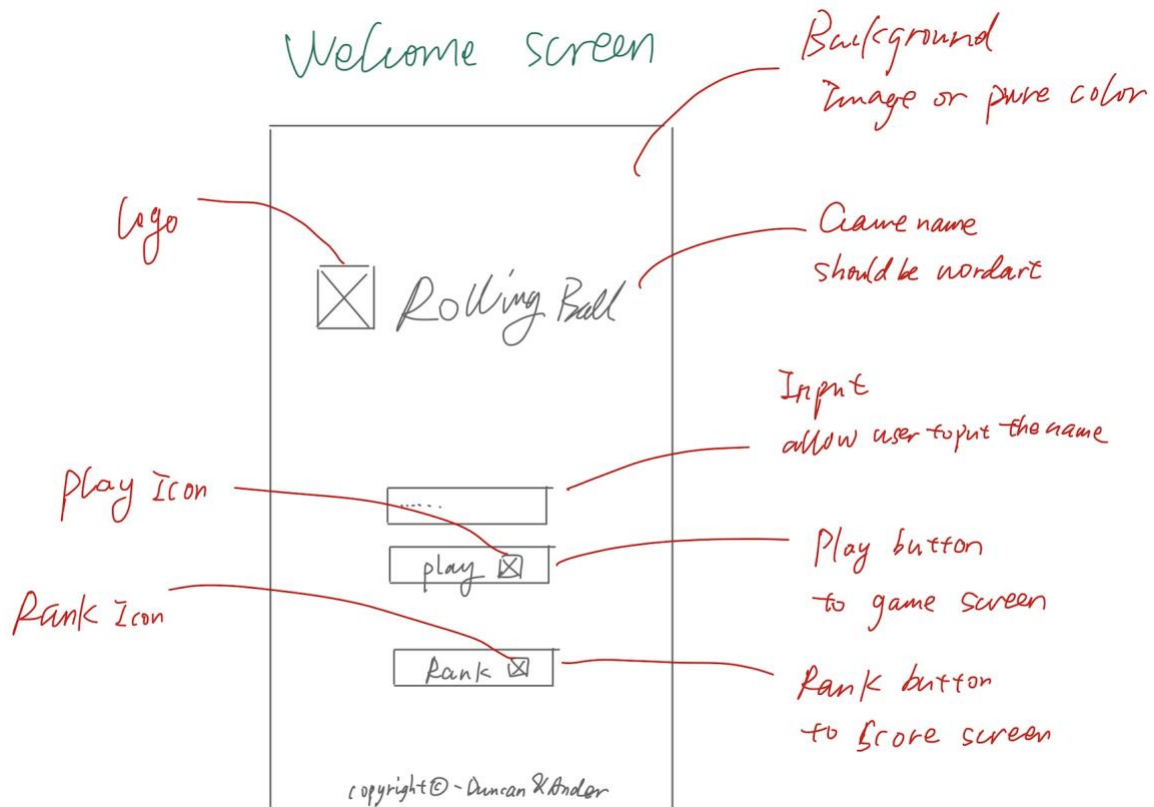 Welcome screen
Background
Image or pure color
Logo
Game name
should be wordart
Rolling Ball
Input
allow user to put the name
Play Icon
......
play
Play button
to game screen
Rank Icon
Rank
Rank button
to Score screen
copyright © - Duncan & Ander